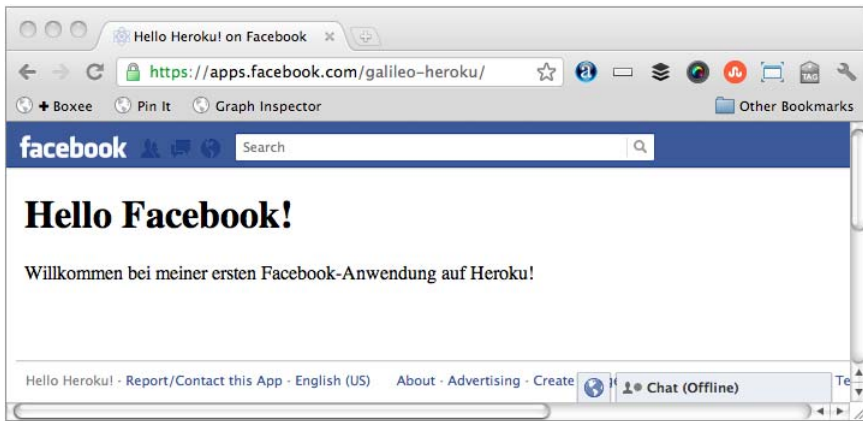 Hello Heroku! on Facebook
https://apps.facebook.com/galileo-heroku/
TAG
+ Boxee Pin It Graph Inspector Other Bookmarks
facebook Search
Hello Facebook!
Willkommen bei meiner ersten Facebook-Anwendung auf Heroku!
Hello Heroku! · Report/Contact this App · English (US) About · Advertising · Create
Chat (Offline)